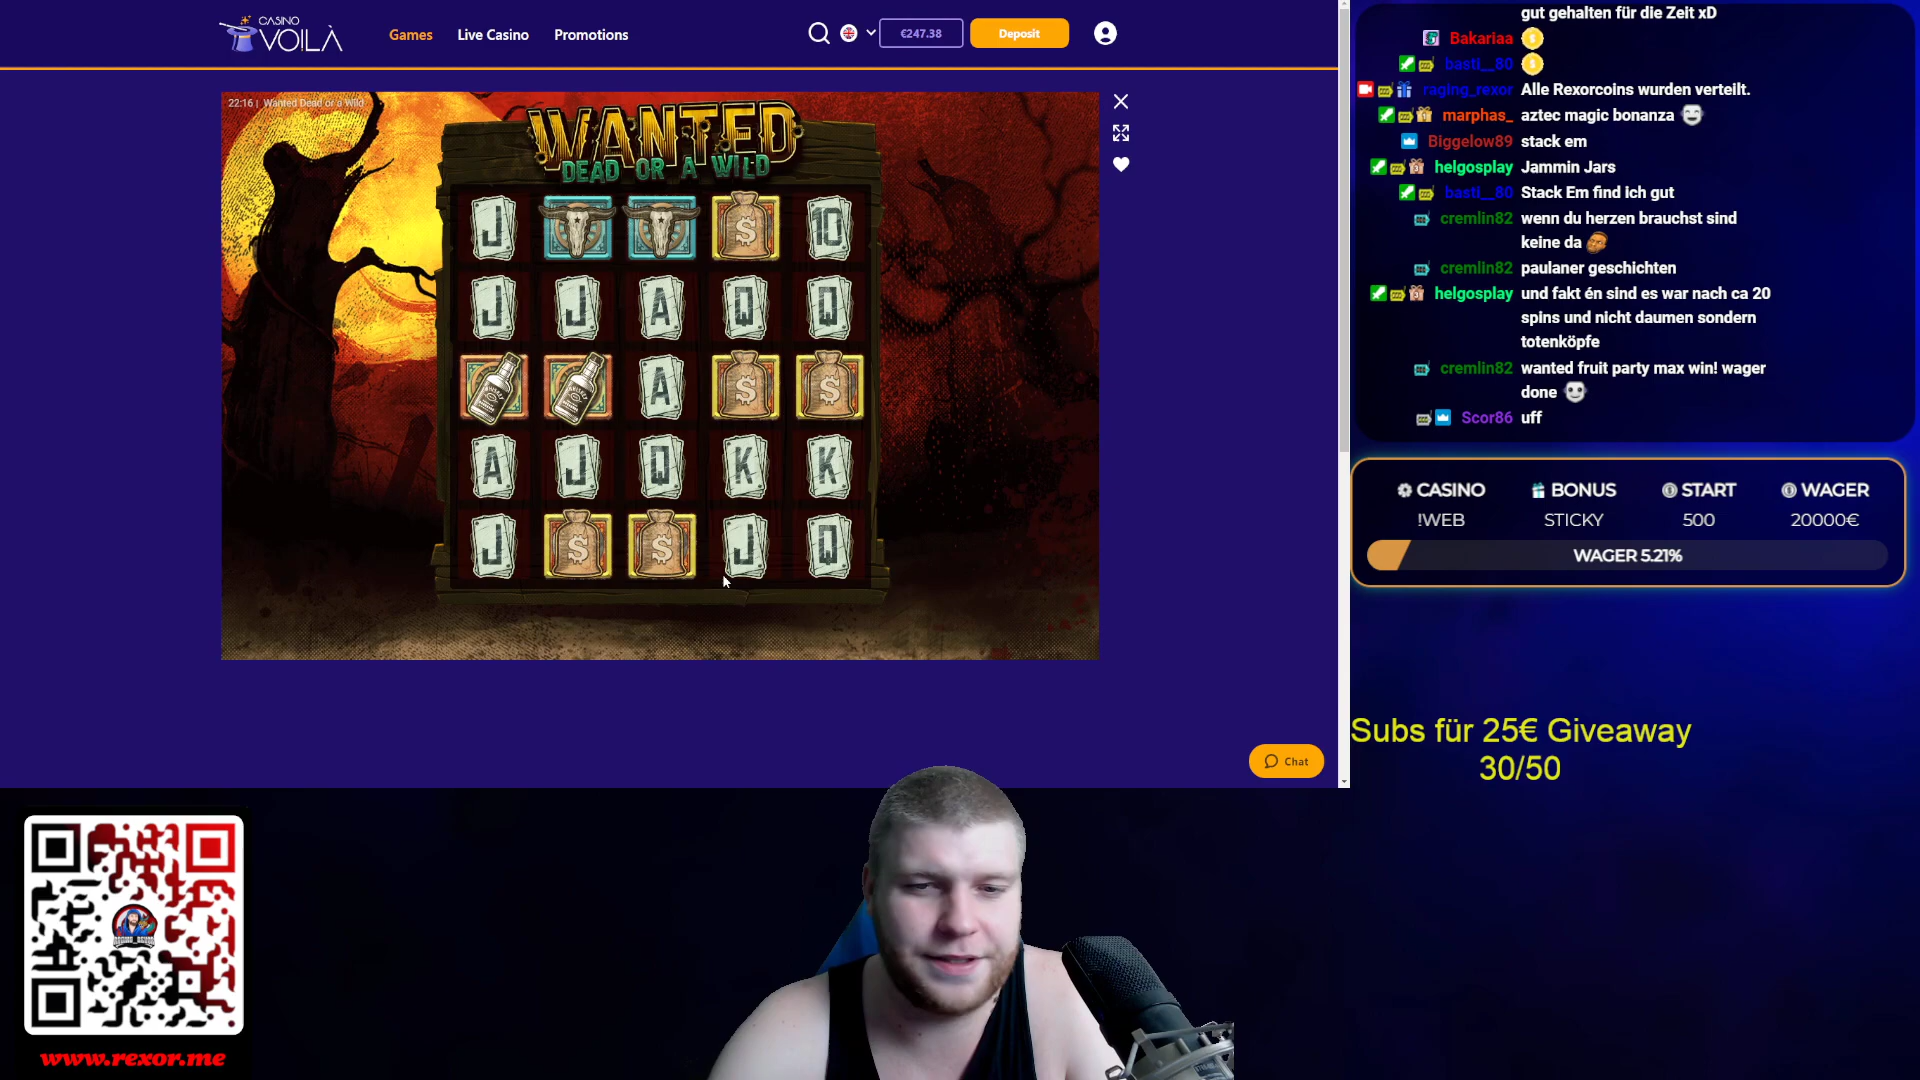 CASINO
VOILÀ
Games
Live Casino
Promotions
€247.38
Deposit
22:16 | Wanted Dead or a Wild
WANTED
DEAD OR A WILD
J
$
10
J
J
A
Q
Q
WHISKEY
WHISKEY
A
$
$
A
J
Q
K
K
J
$
$
J
Q
Chat
www.rexor.me
gut gehalten für die Zeit xD
Bakariaa
basti__80
raging_rexor Alle Rexorcoins wurden verteilt.
marphas_ aztec magic bonanza
Biggelow89 stack em
helgosplay Jammin Jars
basti__80 Stack Em find ich gut
cremlin82 wenn du herzen brauchst sind
keine da
cremlin82 paulaner geschichten
helgosplay und fakt én sind es war nach ca 20
spins und nicht daumen sondern
totenköpfe
cremlin82 wanted fruit party max win! wager
done
Scor86 uff
CASINO BONUS START WAGER
!WEB STICKY 500 20000€
WAGER 5.21%
Subs für 25€ Giveaway
30/50